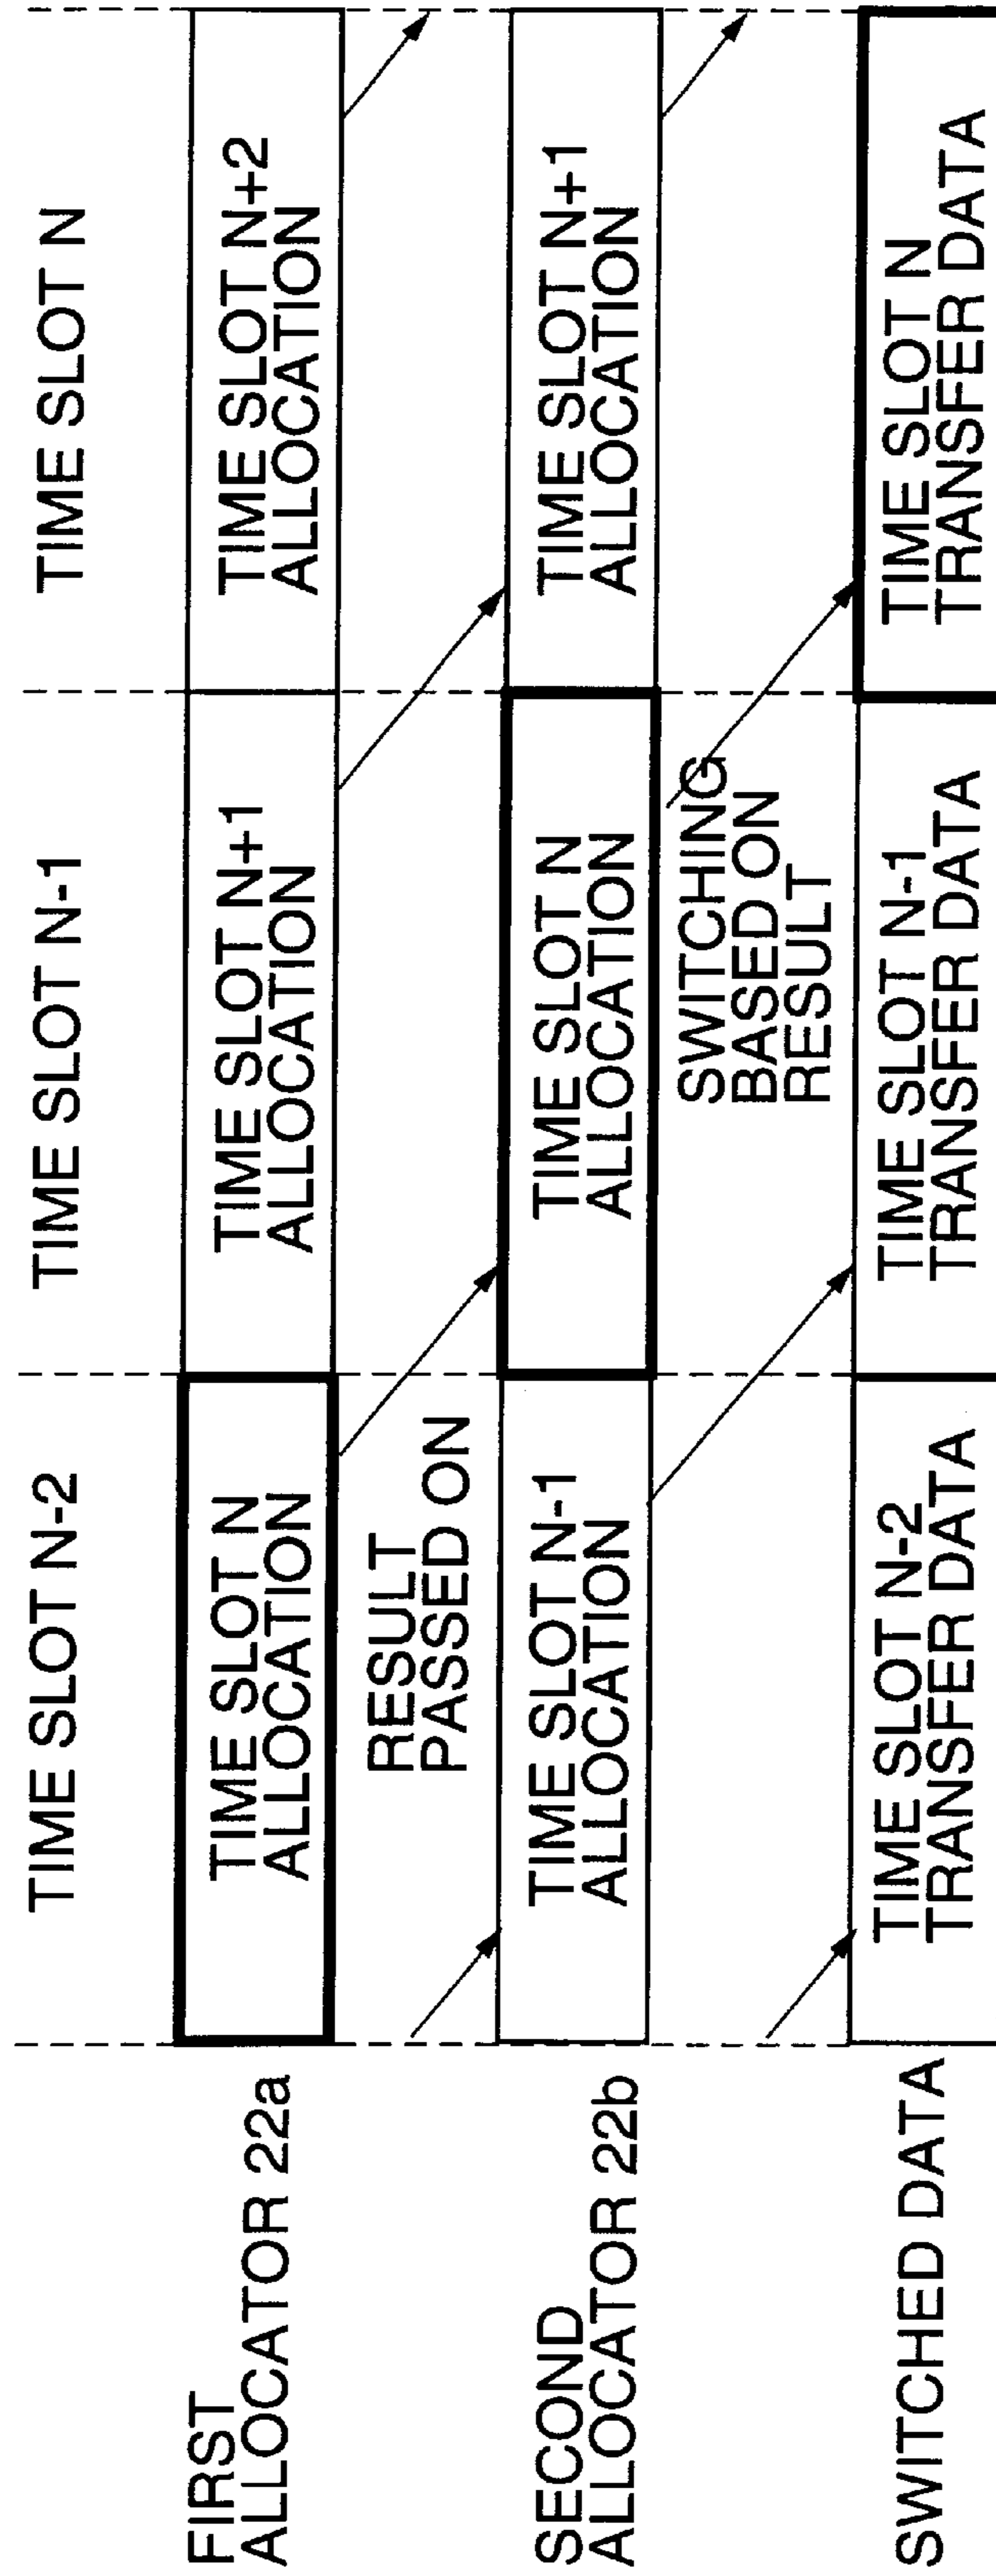 TIME SLOT N-2
TIME SLOT N-1
TIME SLOT N
FIRST
ALLOCATOR 22a
TIME SLOT N
ALLOCATION
TIME SLOT N+1
ALLOCATION
TIME SLOT N+2
ALLOCATION
RESULT
PASSED ON
SECOND
ALLOCATOR 22b
TIME SLOT N-1
ALLOCATION
TIME SLOT N
ALLOCATION
TIME SLOT N+1
ALLOCATION
SWITCHING
BASED ON
RESULT
SWITCHED DATA
TIME SLOT N-2
TRANSFER DATA
TIME SLOT N-1
TRANSFER DATA
TIME SLOT N
TRANSFER DATA